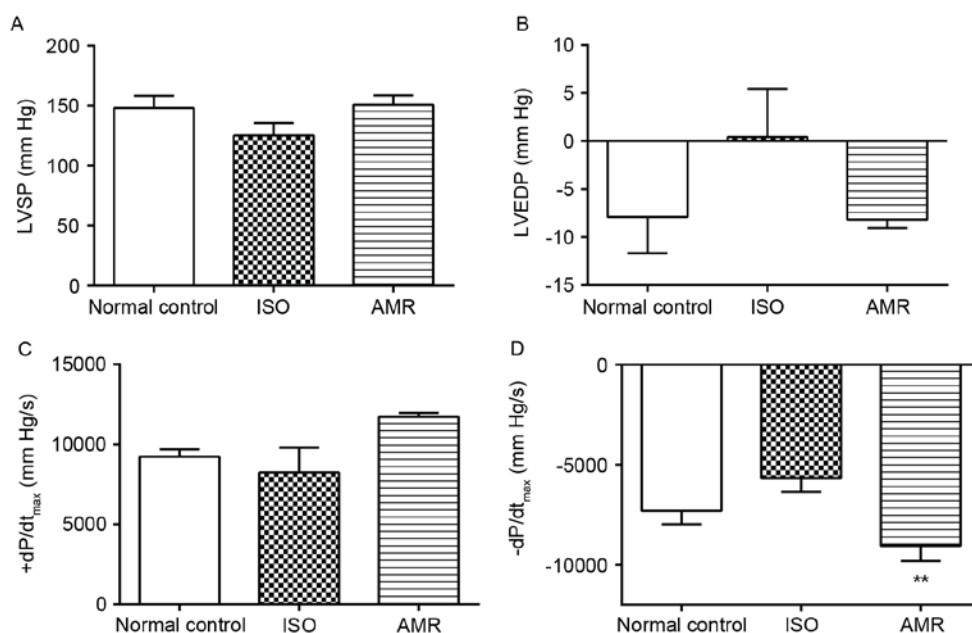 A
LVSP (mm Hg)
200
150
100
50
0
Normal control ISO AMR
B
LVEDP (mm Hg)
10
5
0
-5
-10
-15
Normal control ISO AMR
C
+dP/dt_max (mm Hg/s)
15000
10000
5000
0
Normal control ISO AMR
D
-dP/dt_max (mm Hg/s)
0
-5000
-10000
**
Normal control ISO AMR